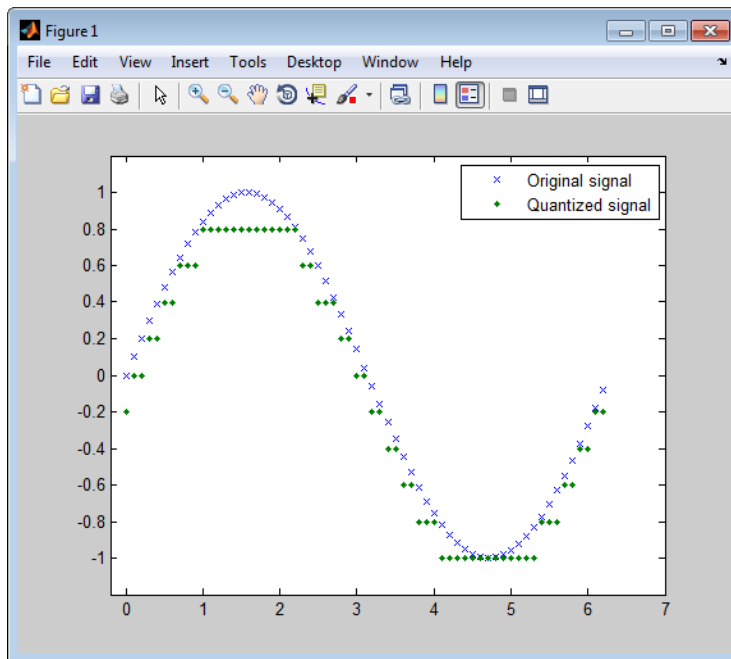 Figure 1
File Edit View Insert Tools Desktop Window Help
Original signal
Quantized signal
1
0.8
0.6
0.4
0.2
0
-0.2
-0.4
-0.6
-0.8
-1
0 1 2 3 4 5 6 7